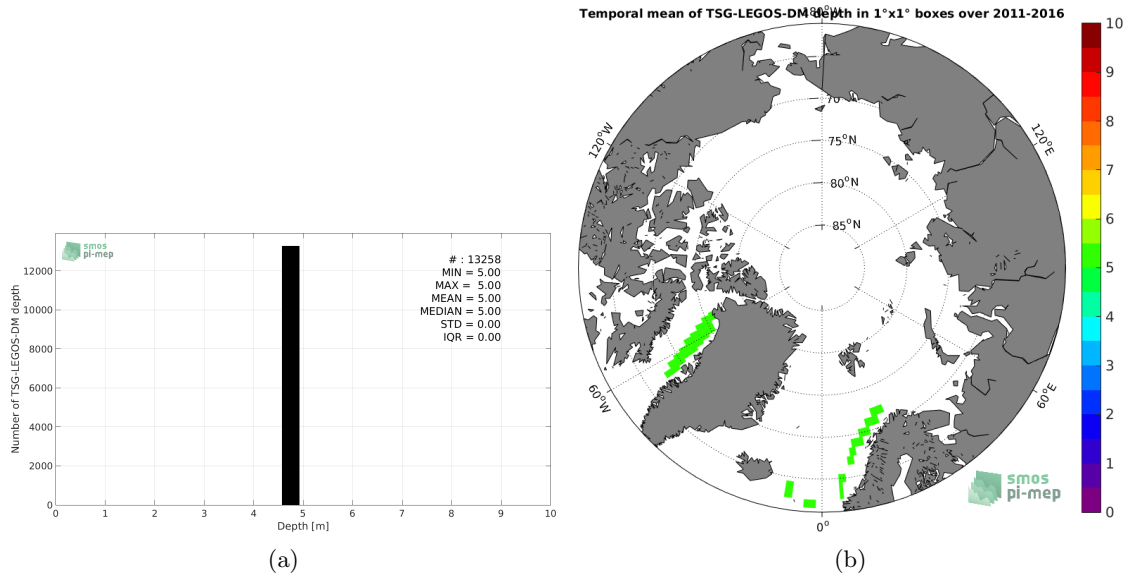 smos
pi-mep
# : 13258
MIN = 5.00
MAX = 5.00
MEAN = 5.00
MEDIAN = 5.00
STD = 0.00
IQR = 0.00
Number of TSG-LEGOS-DM depth
12000
10000
8000
6000
4000
2000
0
0 1 2 3 4 5 6 7 8 9 10
Depth [m]
(a)
Temporal mean of TSG-LEGOS-DM depth in 1°x1° boxes over 2011-2016
180°W
70°N
75°N
80°N
85°N
120°W
120°E
60°W
60°E
0°
10
9
8
7
6
5
4
3
2
1
0
smos
pi-mep
(b)